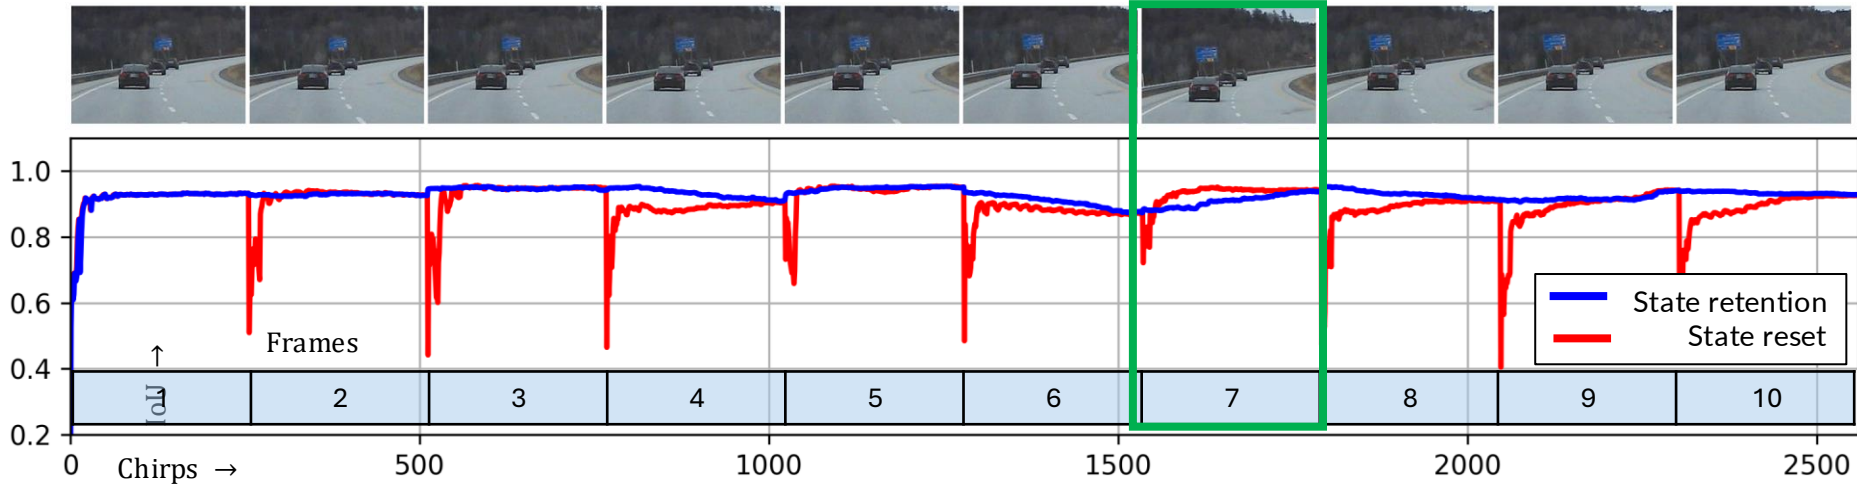 1.0
0.8
0.6
0.4
0.2
Frames
IoU →
1 2 3 4 5 6 7 8 9 10
State retention
State reset
0 500 1000 1500 2000 2500
Chirps →